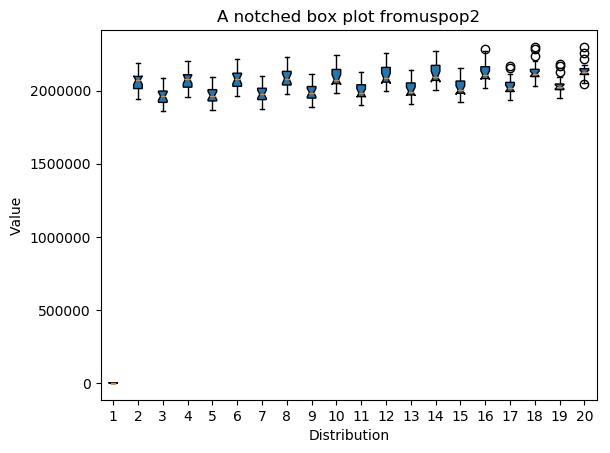 A notched box plot fromuspop2
Value
2000000
1500000
1000000
500000
0
1 2 3 4 5 6 7 8 9 10 11 12 13 14 15 16 17 18 19 20
Distribution